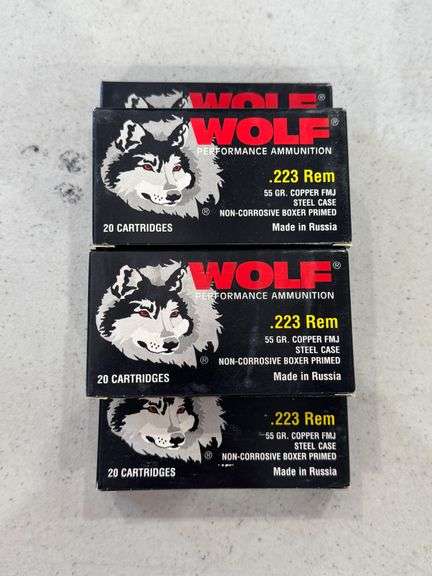 WOLF
WOLF®
PERFORMANCE AMMUNITION
.223 Rem
55 GR. COPPER FMJ
STEEL CASE
® NON-CORROSIVE BOXER PRIMED
20 CARTRIDGES Made in Russia
WOLF®
PERFORMANCE AMMUNITION
.223 Rem
55 GR. COPPER FMJ
STEEL CASE
® NON-CORROSIVE BOXER PRIMED
20 CARTRIDGES Made in Russia
.223 Rem
55 GR. COPPER FMJ
STEEL CASE
® NON-CORROSIVE BOXER PRIMED
20 CARTRIDGES Made in Russia